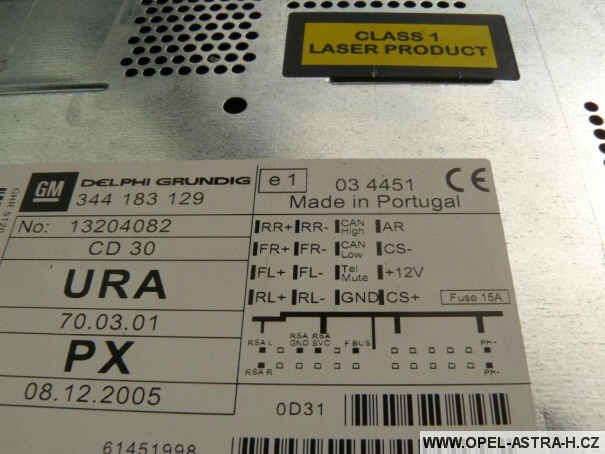 CLASS 1
LASER PRODUCT
GM DELPHI GRUNDIG
344 183 129
e1 03 4451 CE
Made in Portugal
No: 13204082
CD 30
URA
70.03.01
PX
08.12.2005
RR+ RR- CAN High AR
FR+ FR- CAN Low CS-
FL+ FL- Tel Mute +12V
RL+ RL- GND CS+ Fuse 15A
RSA L RSA GND RSA SVC F BUS PH-
RSA R PH-
0D31
61451998
WWW.OPEL-ASTRA-H.CZ